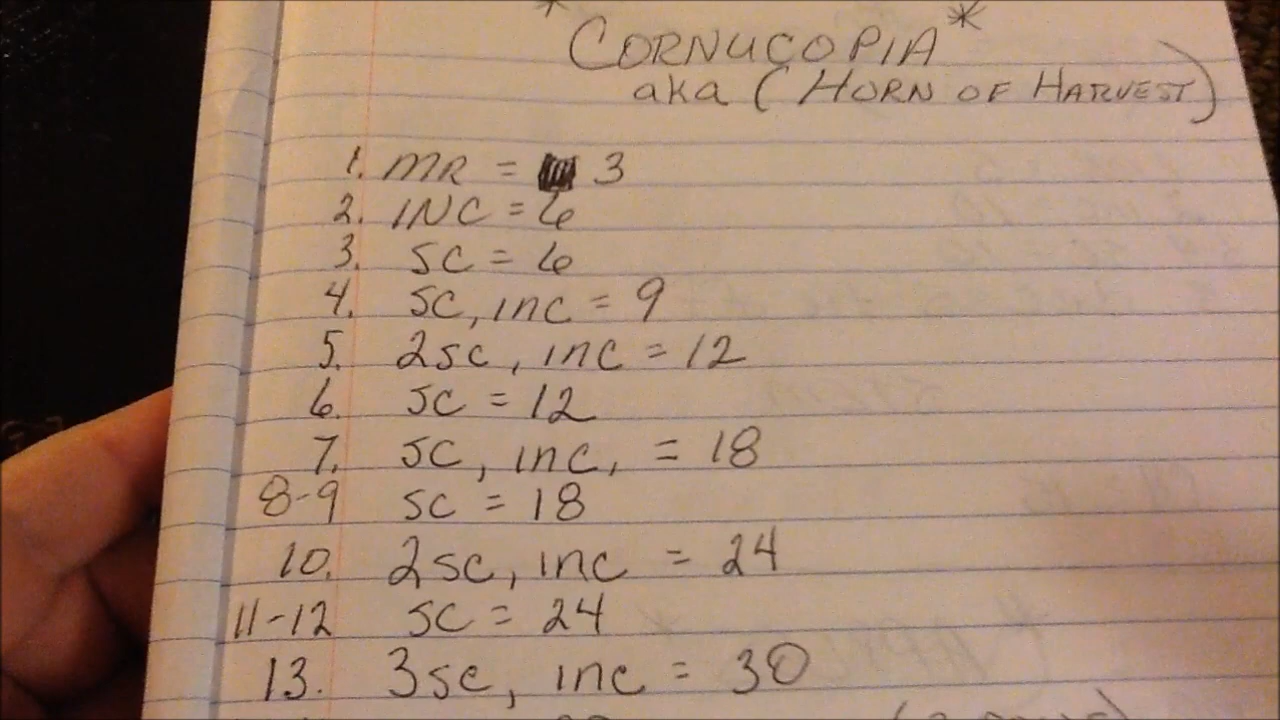 * CORNUCOPIA *
aka (HORN OF HARVEST)
1. MR = 3
2. INC = 6
3. SC = 6
4. SC, inc = 9
5. 2sc, inc = 12
6. SC = 12
7. SC, inc, = 18
8-9 SC = 18
10. 2sc, inc = 24
11-12 SC = 24
13. 3sc, inc = 30